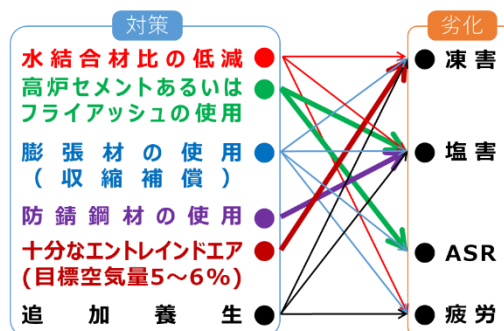 対策
劣化
水結合材比の低減
高炉セメントあるいは
フライアッシュの使用
膨張材の使用
(収縮補償)
防錆鋼材の使用
十分なエントレインドエア
(目標空気量5~6%)
追加養生
凍害
塩害
ASR
疲労